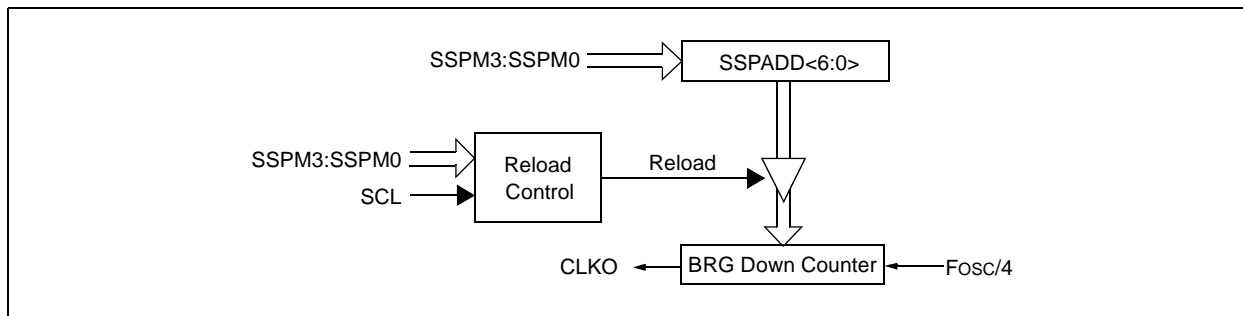 SSPM3:SSPM0
SSPADD<6:0>
SSPM3:SSPM0
SCL
Reload
Control
Reload
CLKO
BRG Down Counter
FOSC/4